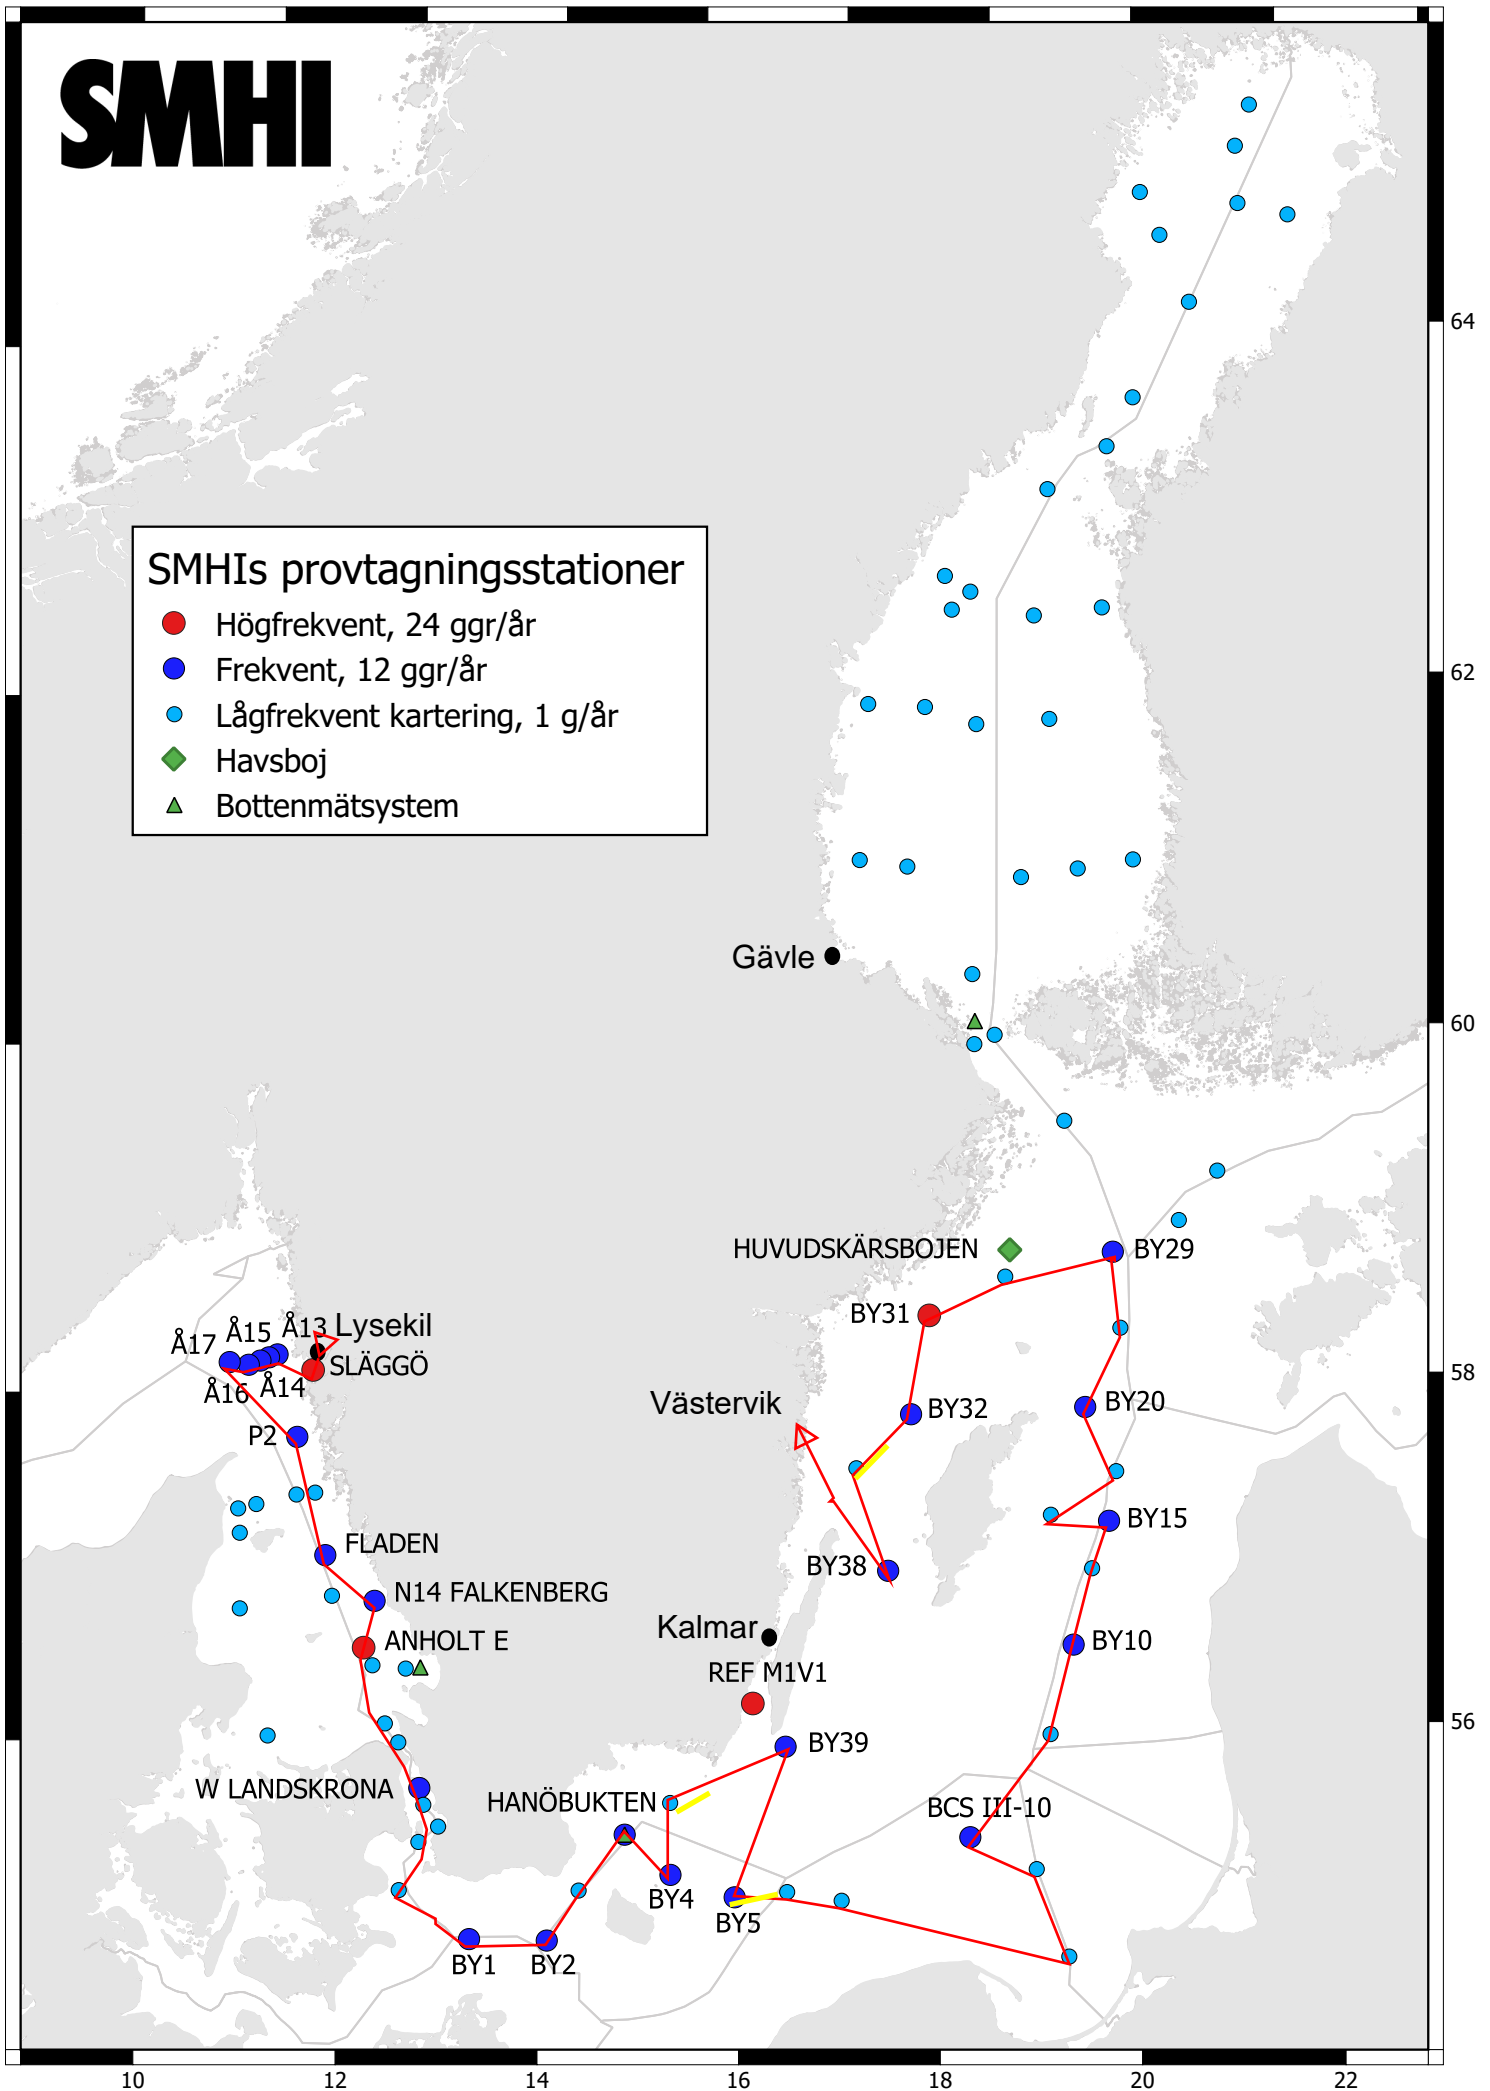 SMHI
64
SMHIs provtagningsstationer
Högfrekvent, 24 ggr/år
Frekvent, 12 ggr/år
62
Lågfrekvent kartering, 1 g/år
Havsboj
Bottenmätsystem
Gävle
60
HUVUDSKÄRSBOJEN
BY29
BY31
Å17
Å15
Å13
Lysekil
SLÄGGÖ
58
Å16
Å14
Västervik
BY32
BY20
P2
BY15
FLADEN
BY38
N14 FALKENBERG
Kalmar
ANHOLT E
BY10
REF M1V1
56
BY39
W LANDSKRONA
HANÖBUKTEN
BCS III-10
BY4
BY5
BY1
BY2
10
12
14
16
18
20
22